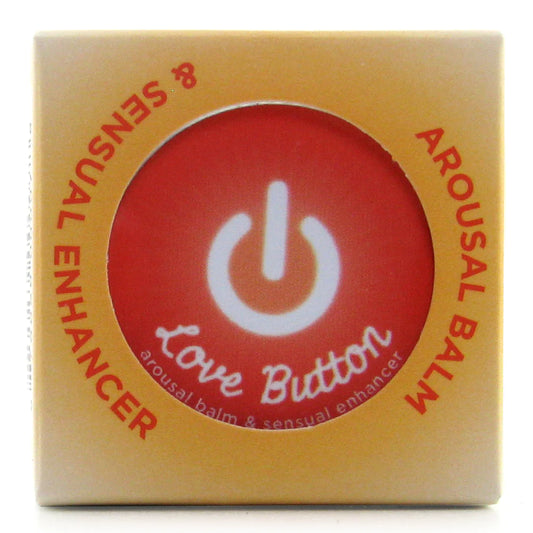 AROUSAL BALM
& SENSUAL ENHANCER
Love Button
arousal balm & sensual enhancer